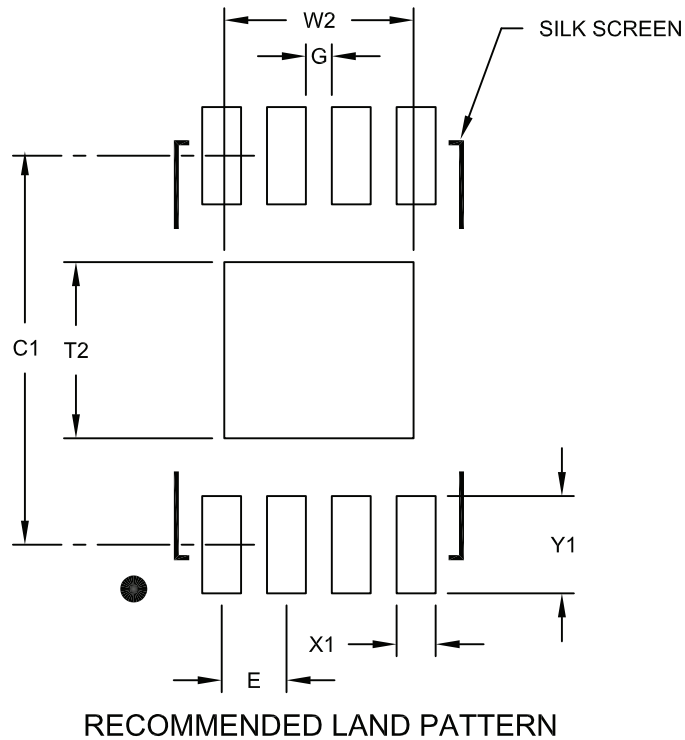 W2
SILK SCREEN
G
C1
T2
Y1
X1
E
RECOMMENDED LAND PATTERN